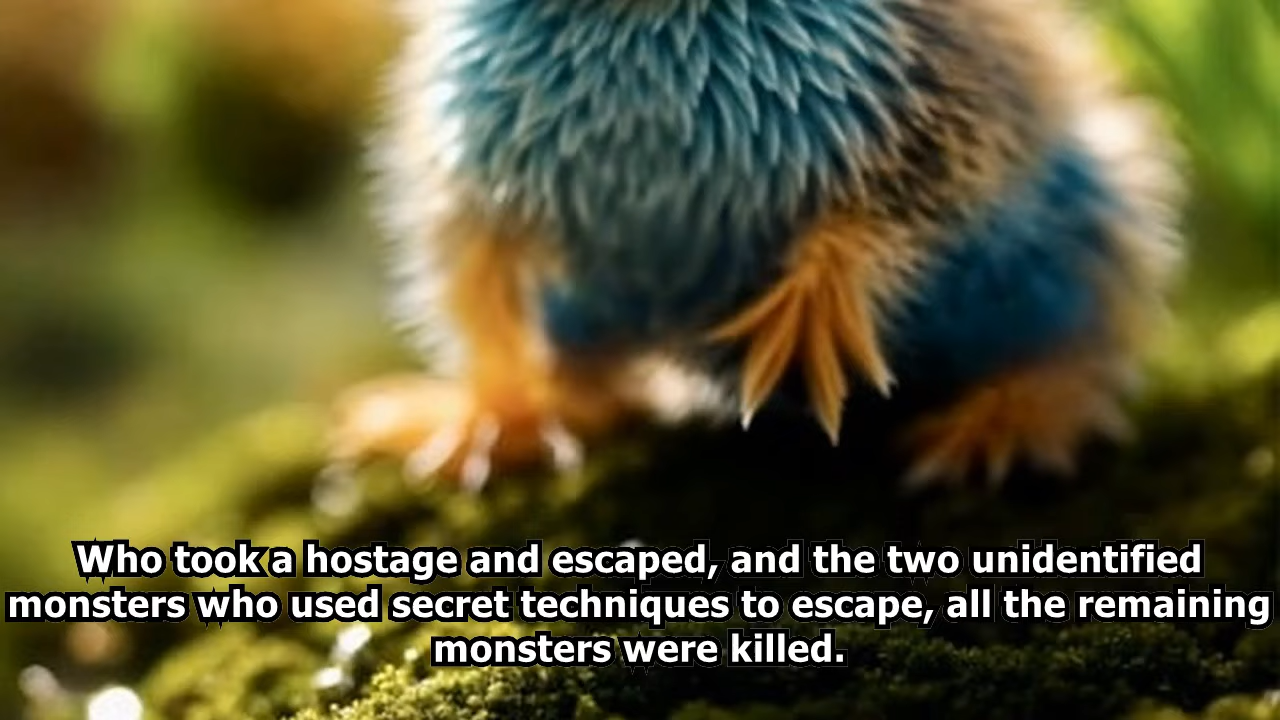 Who took a hostage and escaped, and the two unidentified
monsters who used secret techniques to escape, all the remaining
monsters were killed.